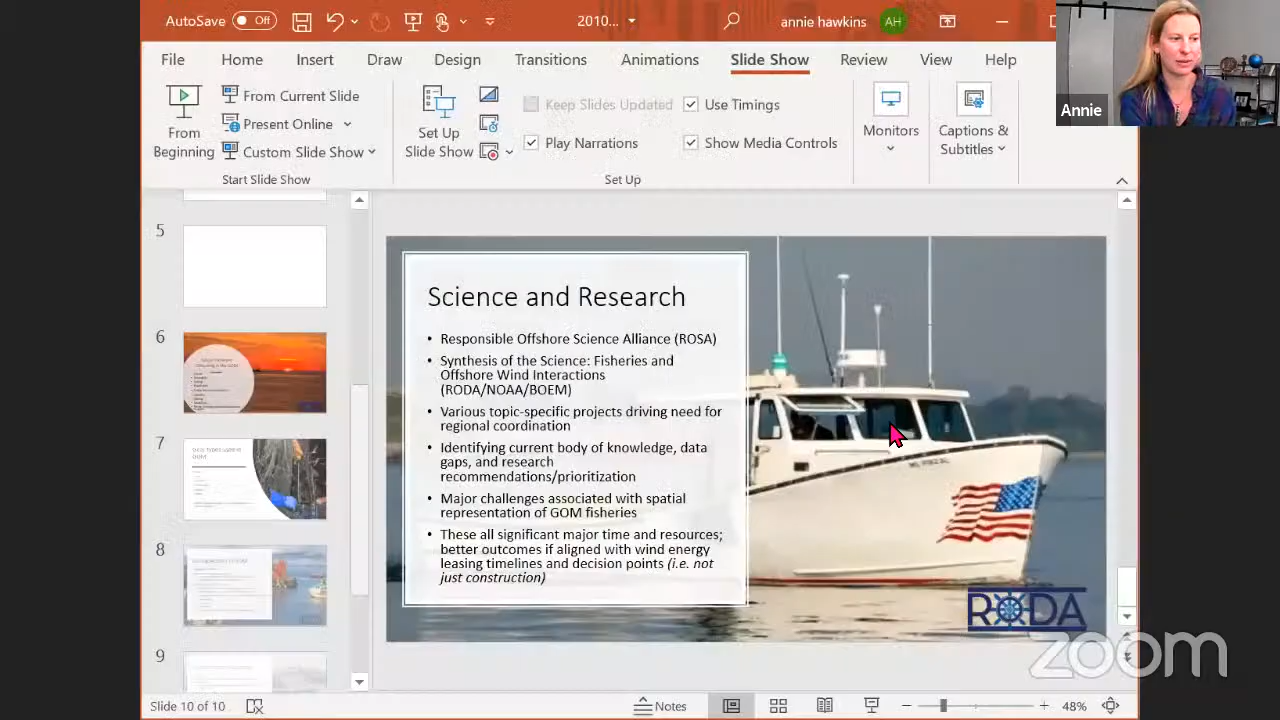 AutoSave Off 2010... annie hawkins AH
File Home Insert Draw Design Transitions Animations Slide Show Review View Help
From Beginning
From Current Slide
Present Online
Custom Slide Show
Start Slide Show
Set Up Slide Show
Keep Slides Updated
Play Narrations
Use Timings
Show Media Controls
Set Up
Monitors
Captions & Subtitles
Annie
5
6
7
8
9
Science and Research
• Responsible Offshore Science Alliance (ROSA)
• Synthesis of the Science: Fisheries and
Offshore Wind Interactions
(RODA/NOAA/BOEM)
• Various topic-specific projects driving need for
regional coordination
• Identifying current body of knowledge, data
gaps, and research
recommendation/prioritization
• Major challenges associated with spatial
representation of GOM fisheries
• These all significant major time and resources;
better outcomes if aligned with wind energy
leasing timelines and decision points (i.e. not
just construction)
RODA
zoom
Slide 10 of 10 Notes 48%